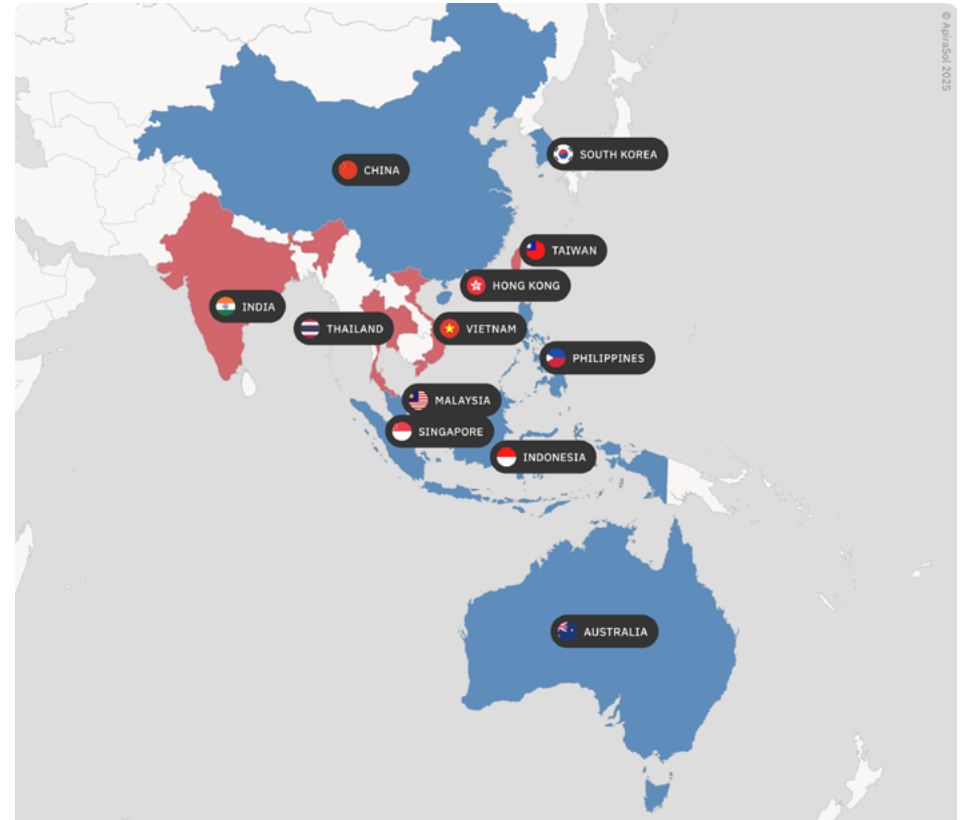 © ApiraSol 2025
SOUTH KOREA
CHINA
TAIWAN
HONG KONG
INDIA
THAILAND
VIETNAM
PHILIPPINES
MALAYSIA
SINGAPORE
INDONESIA
AUSTRALIA